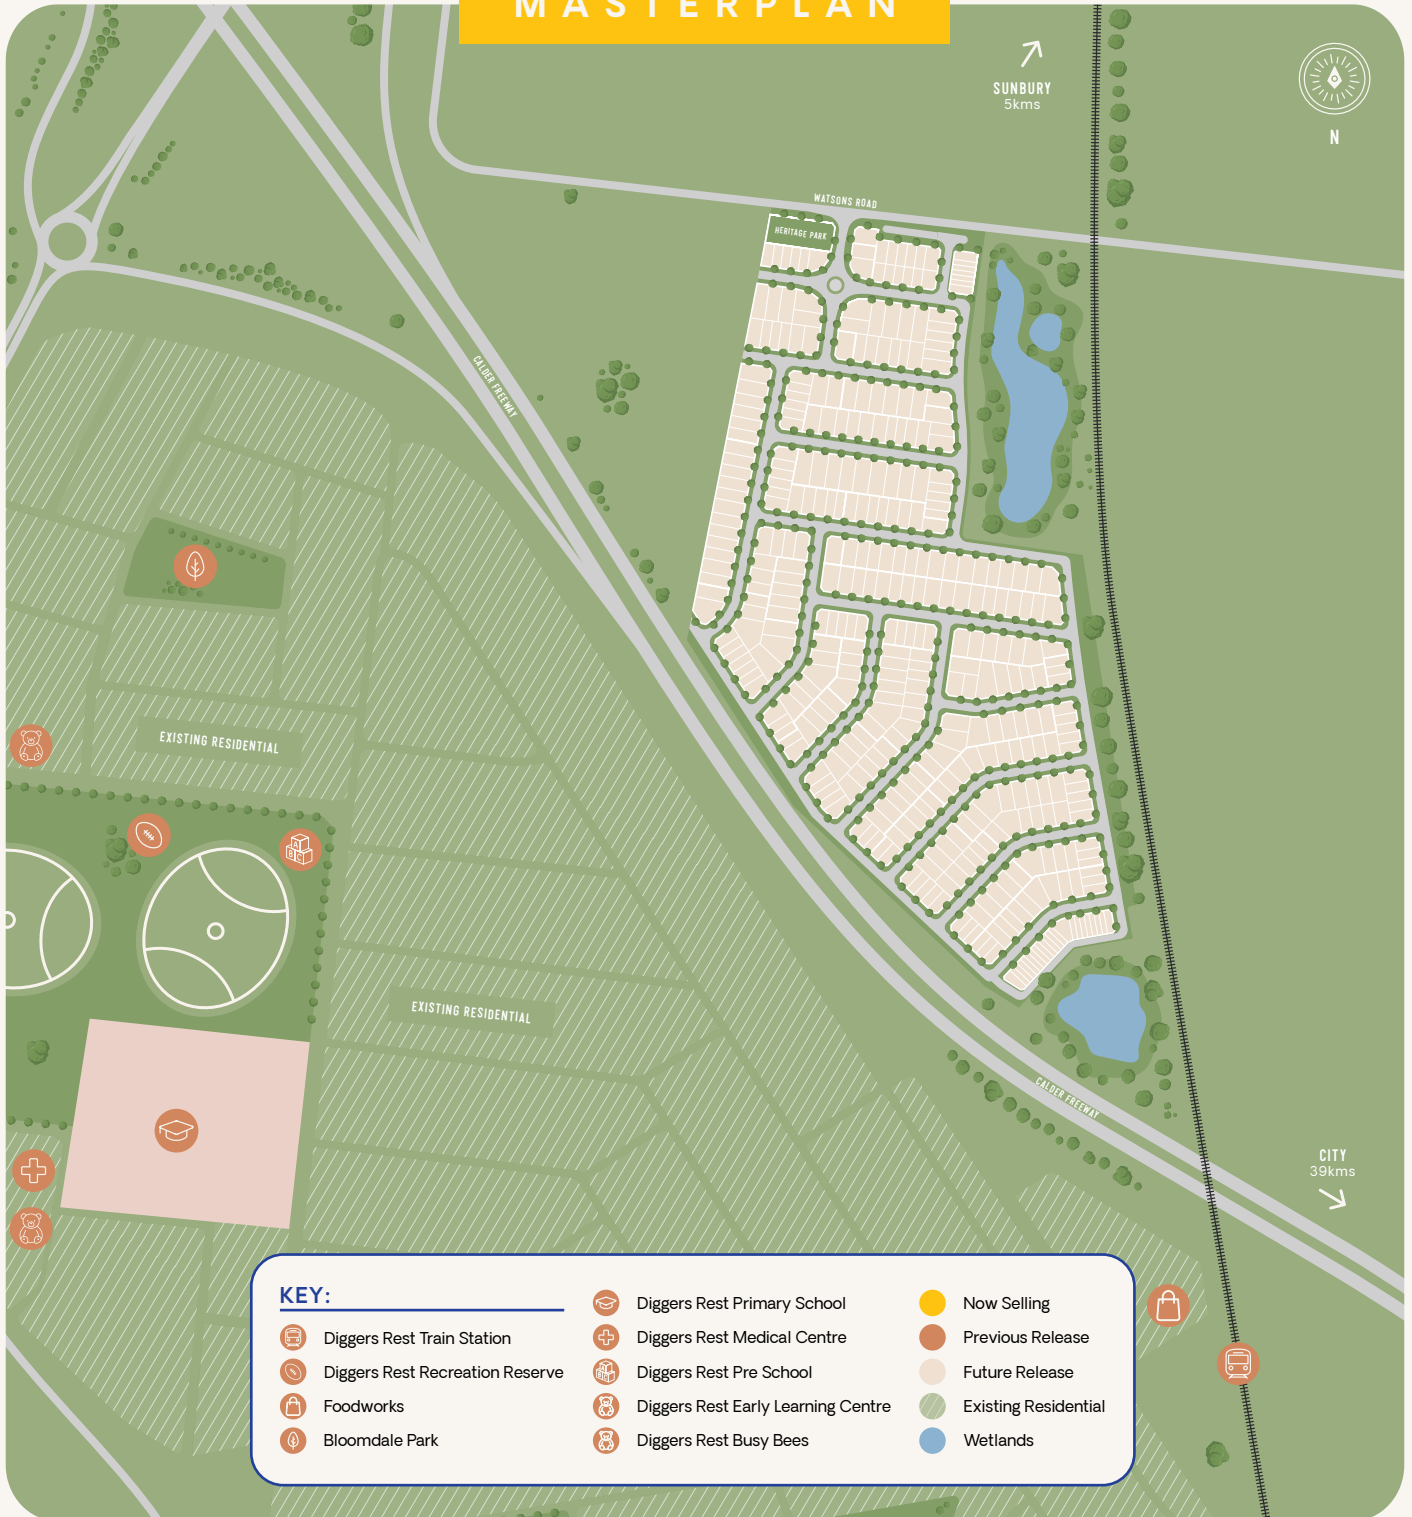 MASTERPLAN
SUNBURY
5kms
N
WATSONS ROAD
HERITAGE PARK
CALDER FREEWAY
EXISTING RESIDENTIAL
EXISTING RESIDENTIAL
CALDER FREEWAY
CITY
39kms
KEY:
Diggers Rest Train Station
Diggers Rest Recreation Reserve
Foodworks
Bloomdale Park
Diggers Rest Primary School
Diggers Rest Medical Centre
Diggers Rest Pre School
Diggers Rest Early Learning Centre
Diggers Rest Busy Bees
Now Selling
Previous Release
Future Release
Existing Residential
Wetlands